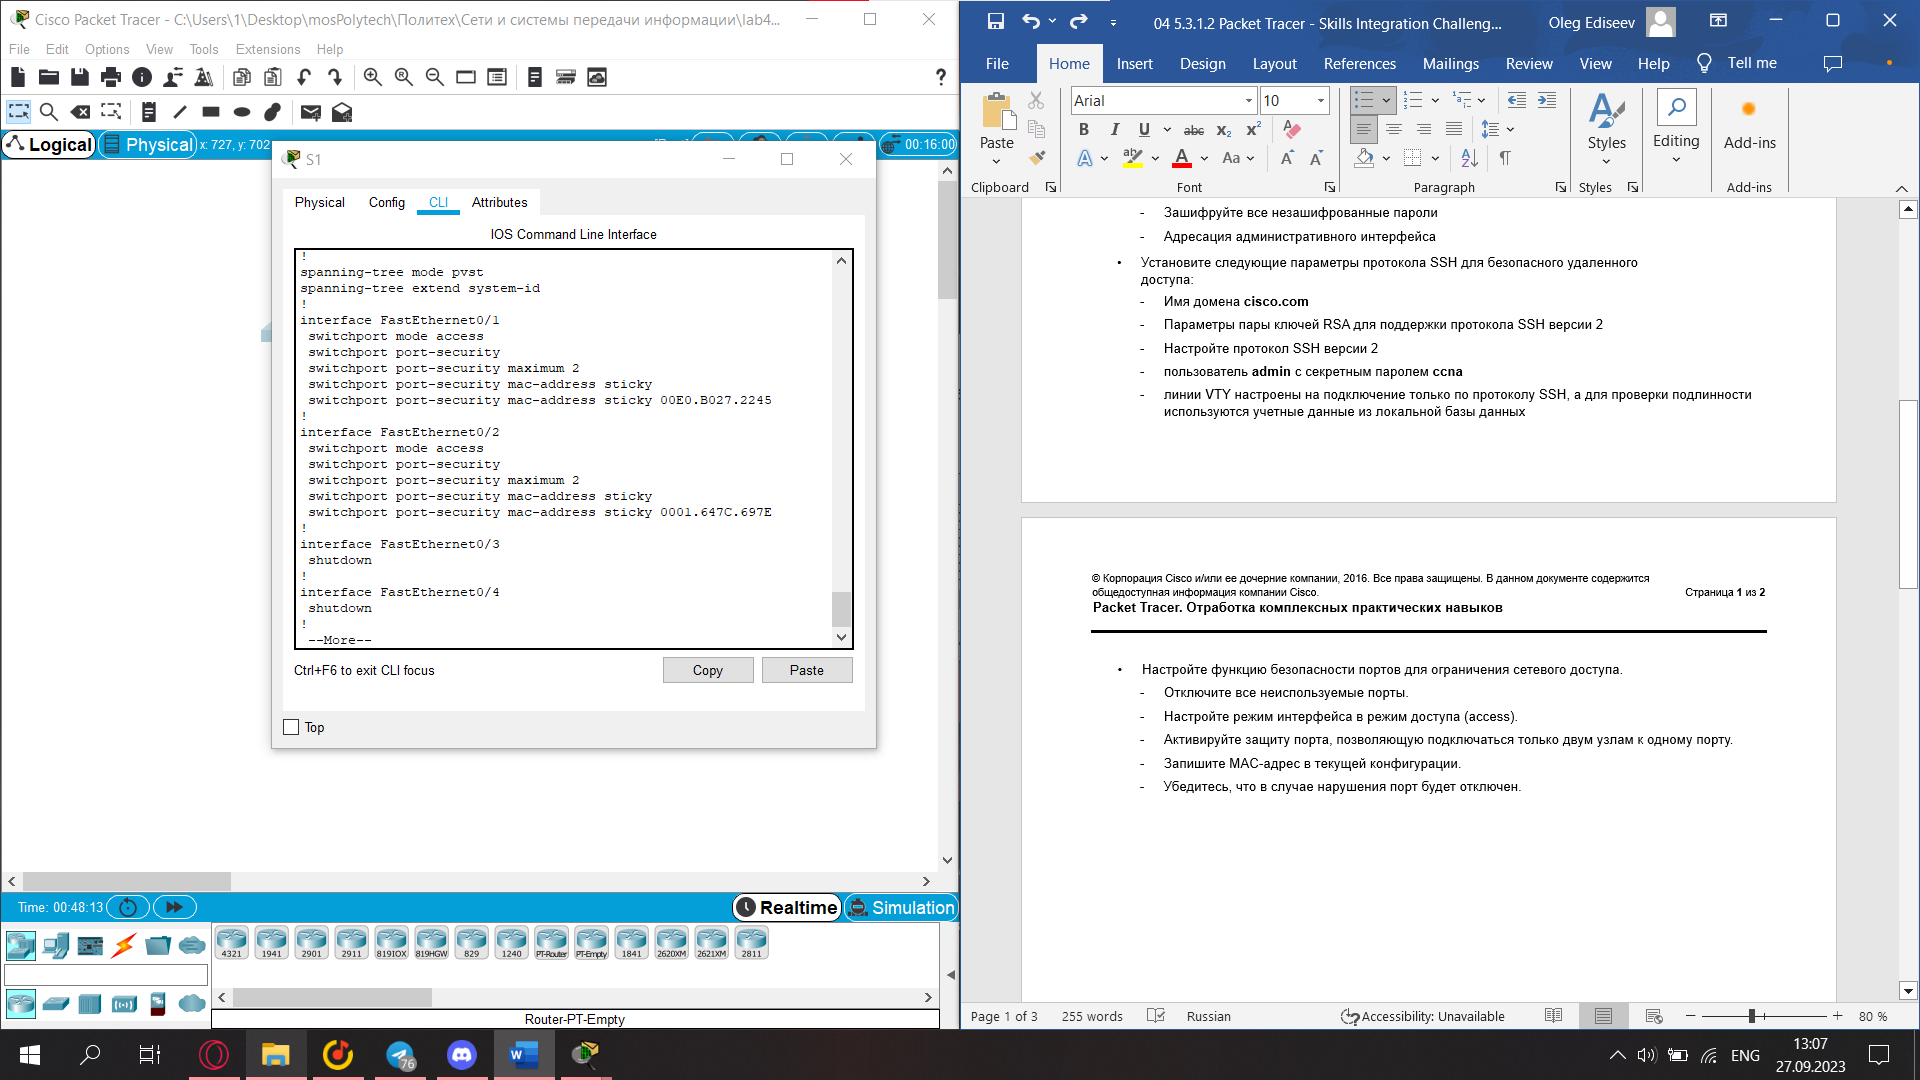 Cisco Packet Tracer - C:\Users\1\Desktop\mosPolytech\Политех\Сети и системы передачи информации\lab4...
File Edit Options View Tools Extensions Help
?
Logical
Physical
x: 727, y: 702
00:16:00
S1
Physical Config CLI Attributes
IOS Command Line Interface
!
spanning-tree mode pvst
spanning-tree extend system-id
!
interface FastEthernet0/1
switchport mode access
switchport port-security
switchport port-security maximum 2
switchport port-security mac-address sticky
switchport port-security mac-address sticky 00E0.B027.2245
!
interface FastEthernet0/2
switchport mode access
switchport port-security
switchport port-security maximum 2
switchport port-security mac-address sticky
switchport port-security mac-address sticky 0001.647C.697E
!
interface FastEthernet0/3
shutdown
!
interface FastEthernet0/4
shutdown
!
--More--
Ctrl+F6 to exit CLI focus
Copy
Paste
Top
Time: 00:48:13
Realtime
Simulation
4321 1941 2901 2911 819IOX 819HGW 829 1240 PT-Router PT-Empty 1841 2620XM 2621XM 2811
Router-PT-Empty
04 5.3.1.2 Packet Tracer - Skills Integration Challeng...
Oleg Ediseev
File Home Insert Design Layout References Mailings Review View Help Tell me
Paste
Arial
10
B I U abc x₂ x²
A A Aa A A
Styles
Editing
Add-ins
Clipboard Font Paragraph Styles Add-ins
- Зашифруйте все незашифрованные пароли
- Адресация административного интерфейса
• Установите следующие параметры протокола SSH для безопасного удаленного
доступа:
- Имя домена cisco.com
- Параметры пары ключей RSA для поддержки протокола SSH версии 2
- Настройте протокол SSH версии 2
- пользователь admin с секретным паролем ccna
- линии VTY настроены на подключение только по протоколу SSH, а для проверки подлинности
используются учетные данные из локальной базы данных
© Корпорация Cisco и/или ее дочерние компании, 2016. Все права защищены. В данном документе содержится
общедоступная информация компании Cisco. Страница 1 из 2
Packet Tracer. Отработка комплексных практических навыков
• Настройте функцию безопасности портов для ограничения сетевого доступа.
- Отключите все неиспользуемые порты.
- Настройте режим интерфейса в режим доступа (access).
- Активируйте защиту порта, позволяющую подключаться только двум узлам к одному порту.
- Запишите MAC-адрес в текущей конфигурации.
- Убедитесь, что в случае нарушения порт будет отключен.
Page 1 of 3 255 words Russian Accessibility: Unavailable 80 %
76
ENG
13:07
27.09.2023